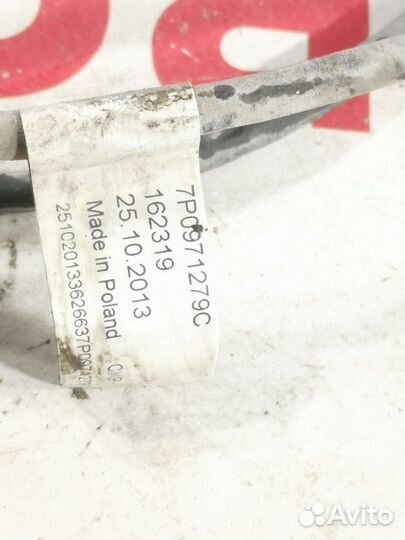 7P0971279C
162319
25.10.2013
Made in Poland
Avito